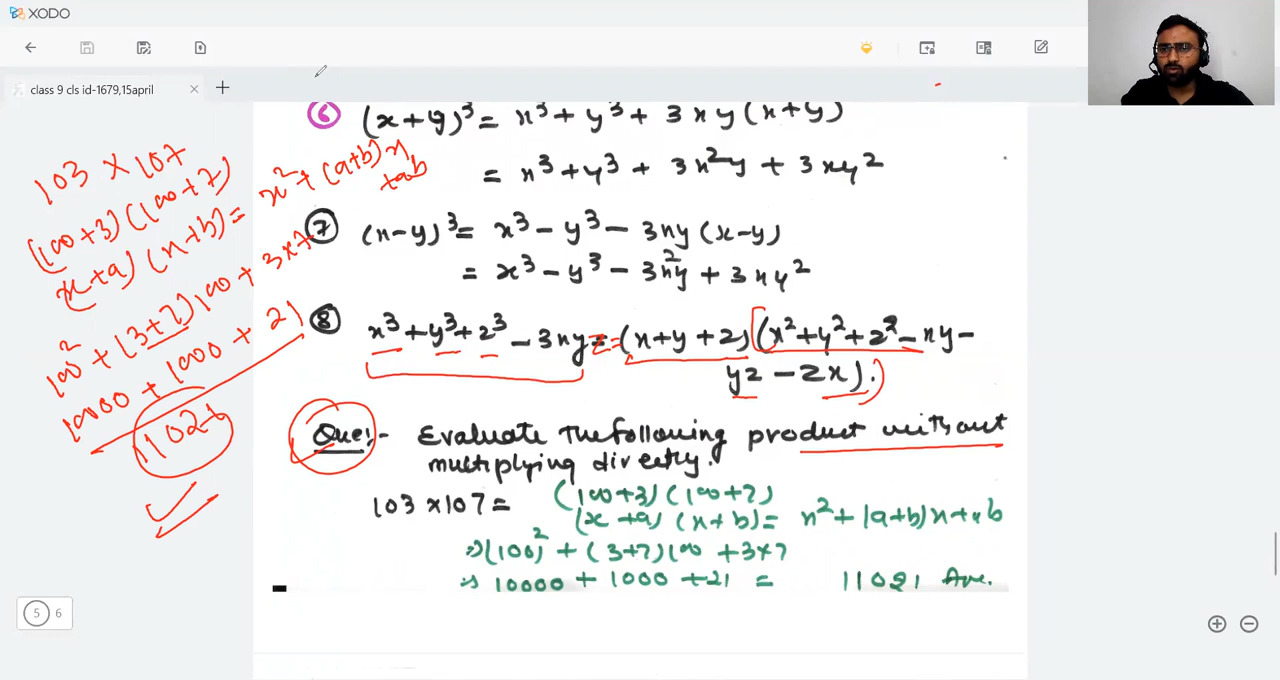 XODO
class 9 cls id-1679,15april
103 × 107
(100+3)(100+7)
(x+a)(x+b) = x² + (a+b)x
+ab
100² + (3+7)100 + 3×7
10000 + 1000 + 21
11021
⑥ (x+y)³ = x³ + y³ + 3xy(x+y)
= x³ + y³ + 3x²y + 3xy²
⑦ (x-y)³ = x³ - y³ - 3xy(x-y)
= x³ - y³ - 3x²y + 3xy²
⑧ x³ + y³ + z³ - 3xyz = (x+y+z)(x²+y²+z²-xy-
yz - zx).
Que:- Evaluate the following product without
multiplying directly.
103 × 107 = (100+3)(100+7)
(x+a)(x+b) = x² + (a+b)x + ab
⇒ (100)² + (3+7)100 + 3×7
⇒ 10000 + 1000 + 21 = 11021 Ans.
5 6